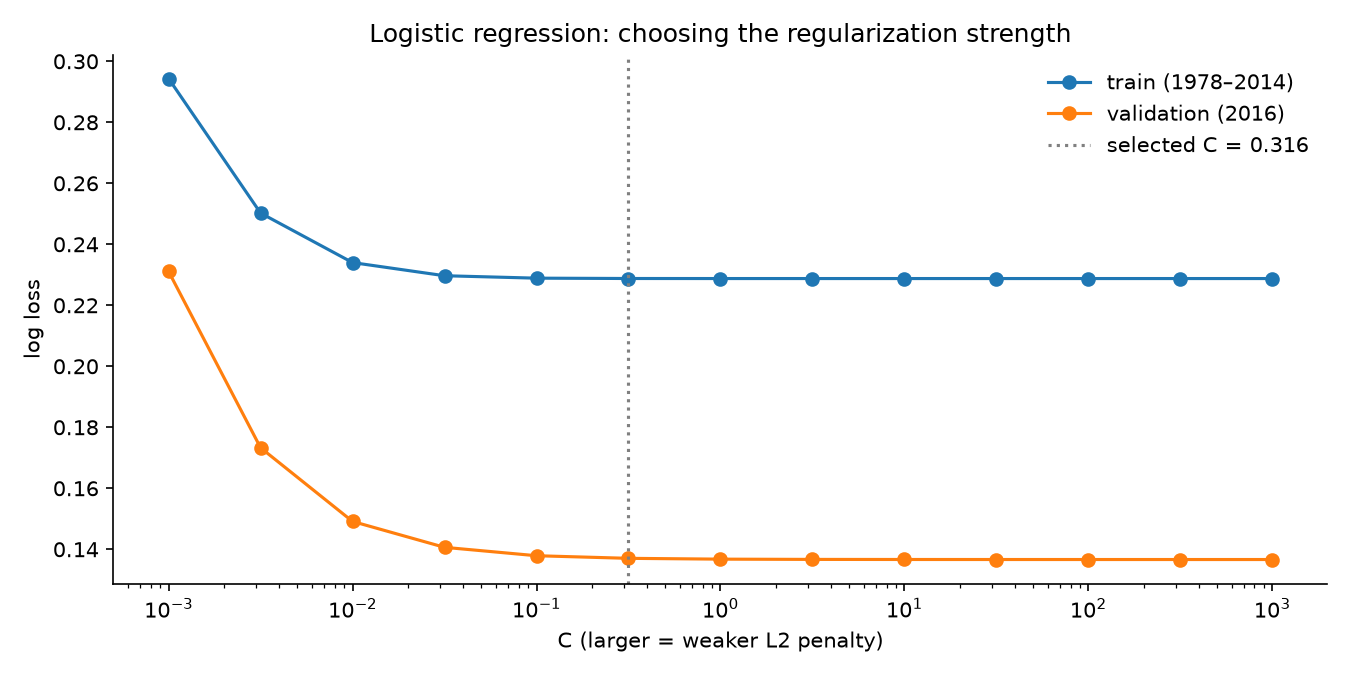 Logistic regression: choosing the regularization strength
train (1978–2014)
validation (2016)
selected C = 0.316
log loss
0.30
0.28
0.26
0.24
0.22
0.20
0.18
0.16
0.14
10⁻³ 10⁻² 10⁻¹ 10⁰ 10¹ 10² 10³
C (larger = weaker L2 penalty)